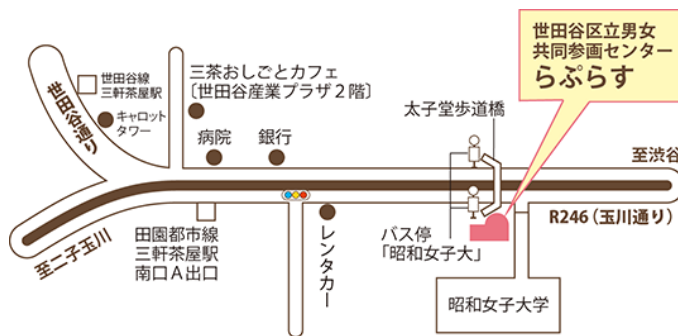 世田谷区立男女
共同参画センター
らぷらす
世田谷通り
世田谷線
三軒茶屋駅
キャロット
タワー
三茶おしごとカフェ
〔世田谷産業プラザ2階〕
病院
銀行
太子堂歩道橋
至渋谷
R246（玉川通り）
至二子玉川
田園都市線
三軒茶屋駅
南口A出口
レンタカー
バス停
「昭和女子大」
昭和女子大学